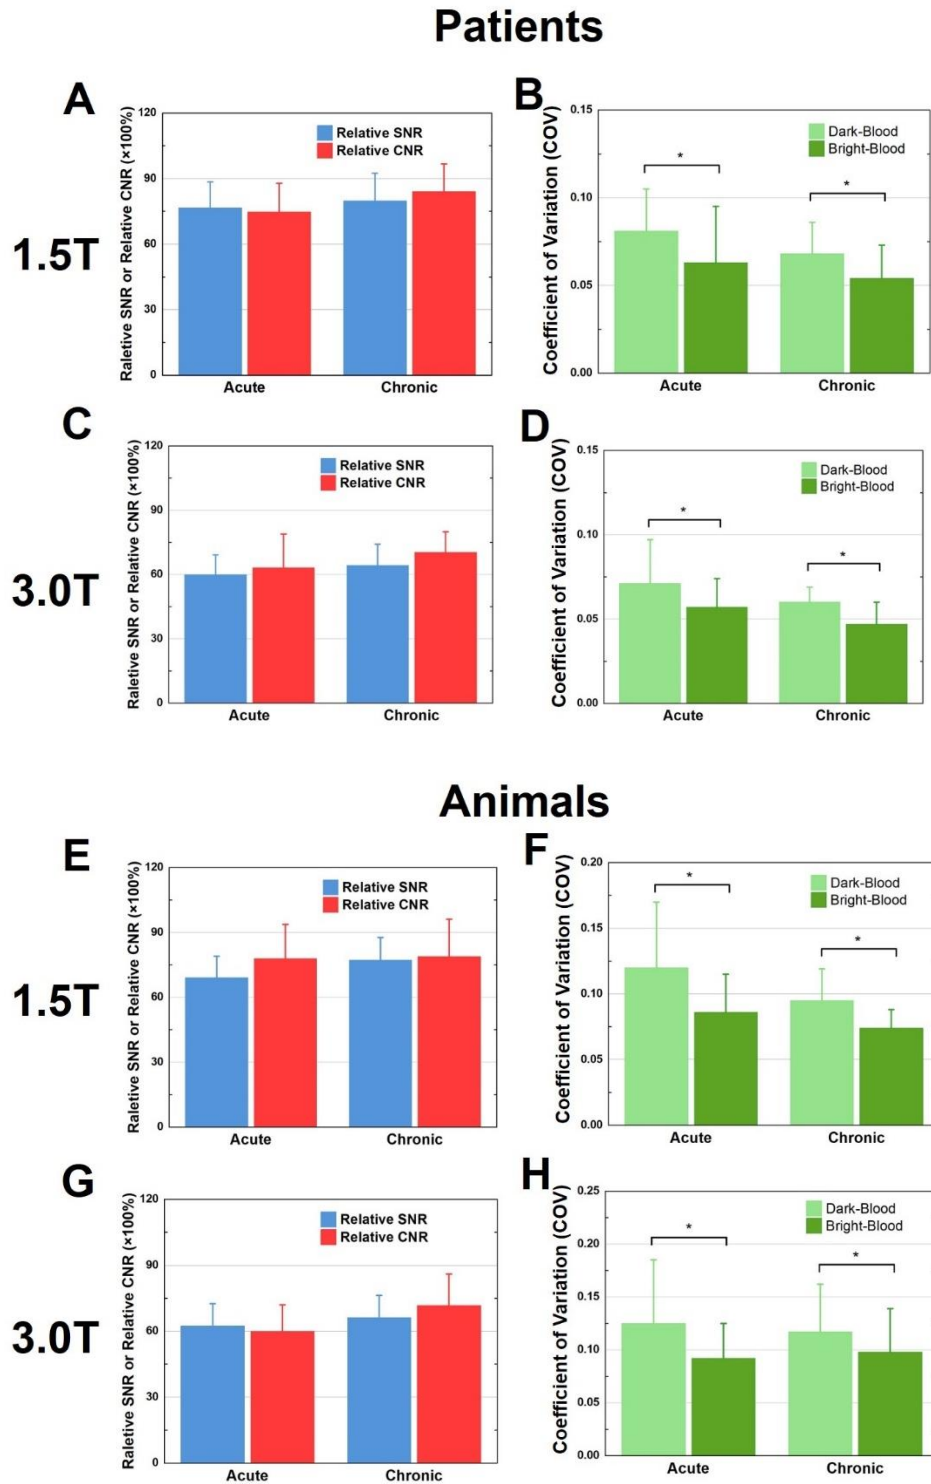 Patients
1.5T
A
Raletive SNR or Relative CNR (×100%)
120
90
60
30
0
Relative SNR
Relative CNR
Acute Chronic
B
Coefficient of Variation (COV)
0.15
0.10
0.05
0.00
Dark-Blood
Bright-Blood
*
*
Acute Chronic
3.0T
C
Raletive SNR or Relative CNR (×100%)
120
90
60
30
0
Relative SNR
Relative CNR
Acute Chronic
D
Coefficient of Variation (COV)
0.15
0.10
0.05
0.00
Dark-Blood
Bright-Blood
*
*
Acute Chronic
Animals
1.5T
E
Raletive SNR or Relative CNR (×100%)
120
90
60
30
0
Relative SNR
Relative CNR
Acute Chronic
F
Coefficient of Variation (COV)
0.20
0.15
0.10
0.05
0.00
Dark-Blood
Bright-Blood
*
*
Acute Chronic
3.0T
G
Raletive SNR or Relative CNR (×100%)
120
90
60
30
0
Relative SNR
Relative CNR
Acute Chronic
H
Coefficient of Variation (COV)
0.25
0.20
0.15
0.10
0.05
0.00
Dark-Blood
Bright-Blood
*
*
Acute Chronic